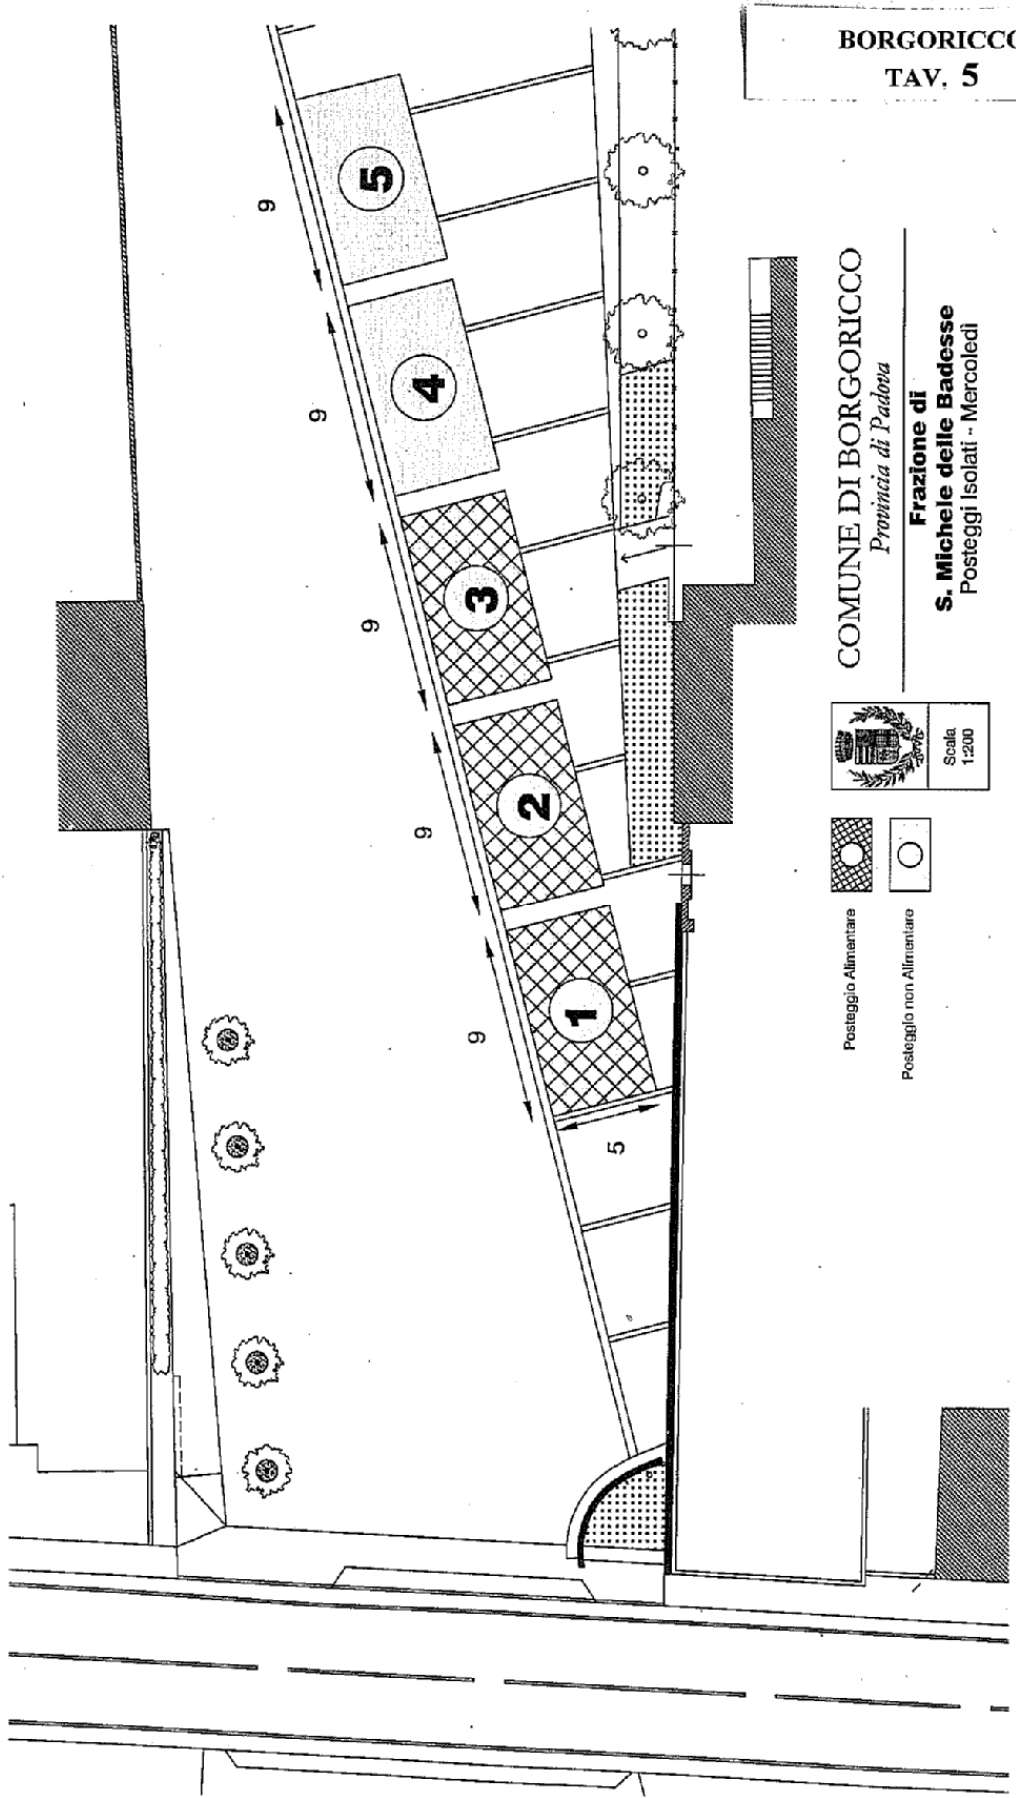 BORGORICCO
TAV. 5
COMUNE DI BORGORICCO
Provincia di Padova
Frazione di
S. Michele delle Badesse
Posteggi Isolati - Mercoledì
Scala
1:200
Posteggio Alimentare
Posteggio non Alimentare
5
4
3
2
1
9
9
9
9
9
5